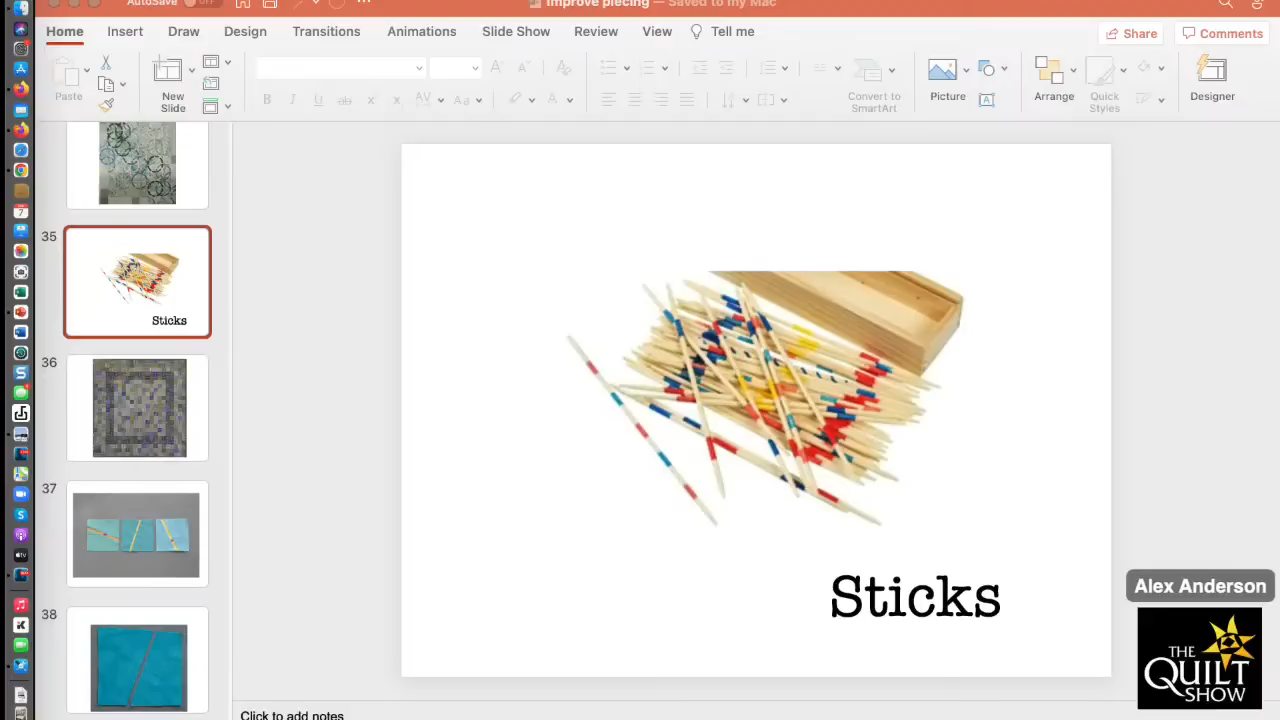 AutoSave OFF
Improve piecing — Saved to my Mac
Home Insert Draw Design Transitions Animations Slide Show Review View Tell me Share Comments
Paste
New
Slide
Convert to
SmartArt
Picture
Arrange
Quick
Styles
Designer
35
Sticks
36
37
38
Sticks
Alex Anderson
THE
QUILT
SHOW
Click to add notes